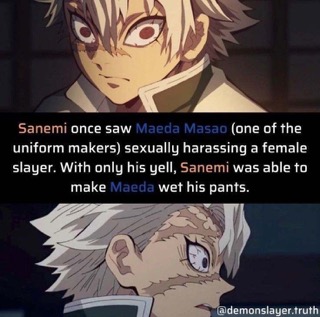 Sanemi once saw Maeda Masao (one of the
uniform makers) sexually harassing a female
slayer. With only his yell, Sanemi was able to
make Maeda wet his pants.
@demonslayer.truth